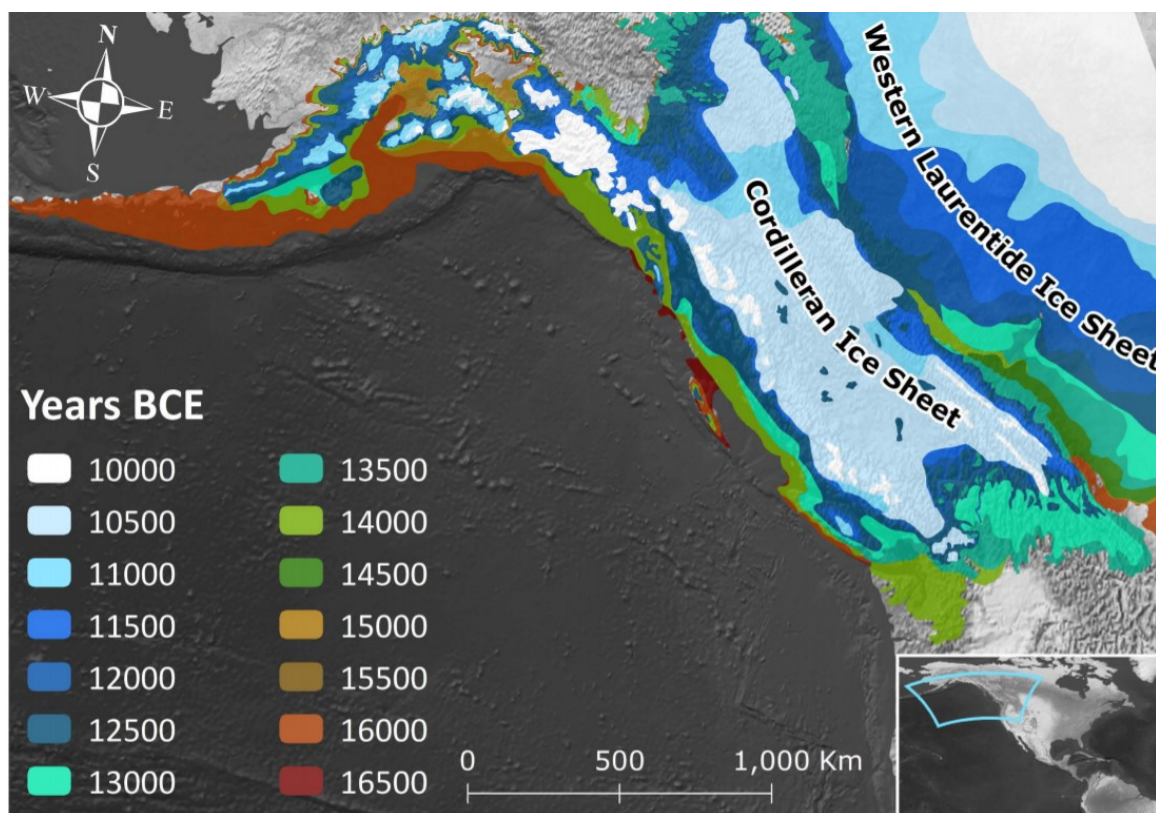 N
W
E
S
Western Laurentide Ice Sheet
Cordilleran Ice Sheet
Years BCE
10000
10500
11000
11500
12000
12500
13000
13500
14000
14500
15000
15500
16000
16500
0 500 1,000 Km